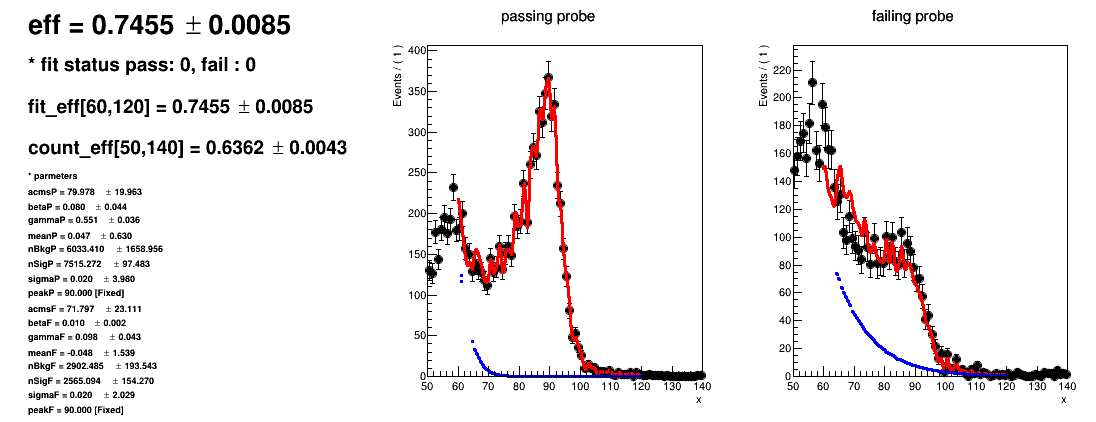 eff = 0.7455 ± 0.0085
* fit status pass: 0, fail : 0
fit_eff[60,120] = 0.7455 ± 0.0085
count_eff[50,140] = 0.6362 ± 0.0043
* parmeters
acmsP = 79.978 ± 19.963
betaP = 0.080 ± 0.044
gammaP = 0.551 ± 0.036
meanP = 0.047 ± 0.630
nBkgP = 6033.410 ± 1658.956
nSigP = 7515.272 ± 97.483
sigmaP = 0.020 ± 3.980
peakP = 90.000 [Fixed]
acmsF = 71.797 ± 23.111
betaF = 0.010 ± 0.002
gammaF = 0.098 ± 0.043
meanF = -0.048 ± 1.539
nBkgF = 2902.485 ± 193.543
nSigF = 2565.094 ± 154.270
sigmaF = 0.020 ± 2.029
peakF = 90.000 [Fixed]
passing probe
Events / ( 1 )
400
350
300
250
200
150
100
50
0
50 60 70 80 90 100 110 120 130 140
x
failing probe
Events / ( 1 )
220
200
180
160
140
120
100
80
60
40
20
0
50 60 70 80 90 100 110 120 130 140
x